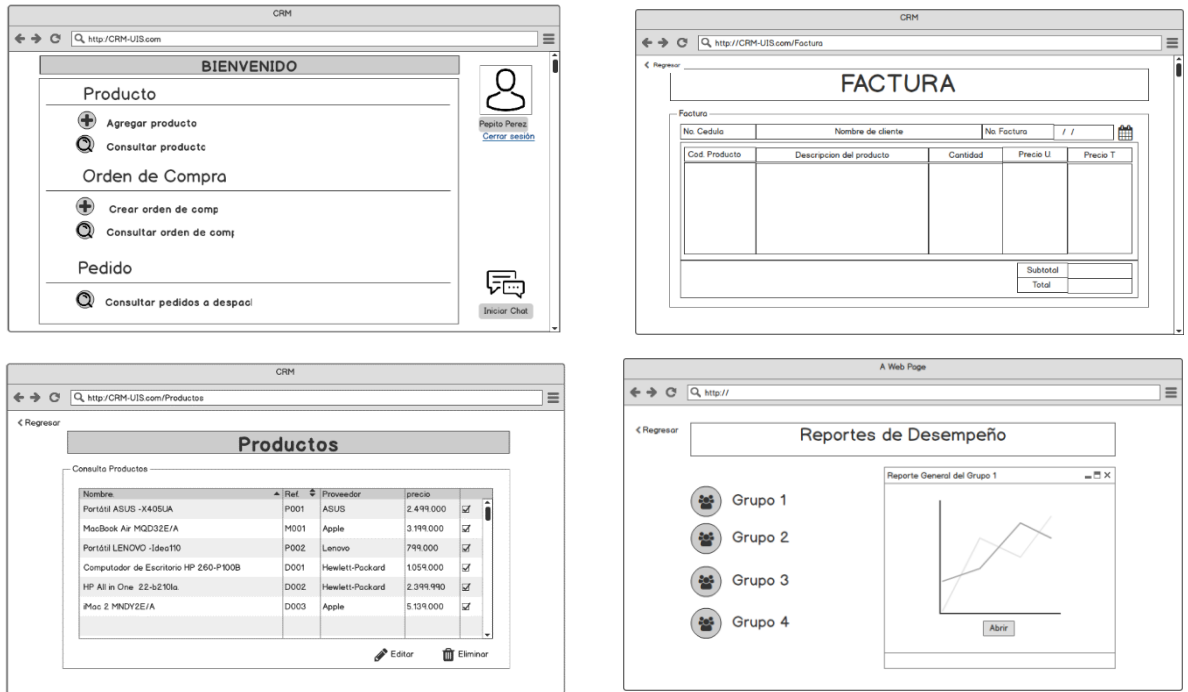 CRM
http:/CRM-UIS.com
BIENVENIDO
Producto
Agregar producto
Consultar producto
Orden de Compra
Crear orden de comp
Consultar orden de comp
Pedido
Consultar pedidos a despacl
Pepito Perez
Cerrar sesión
Iniciar Chat
CRM
http://CRM-UIS.com/Factura
< Regresar
FACTURA
Factura
No. Cedula Nombre de cliente No. Factura / /
Cod. Producto Descripcion del producto Cantidad Precio U. Precio T
Subtotal
Total
CRM
http:/CRM-UIS.com/Productos
< Regresar
Productos
Consulta Productos
Nombre. Ref. Proveedor precio
Portátil ASUS -X405UA P001 ASUS 2.499.000
MacBook Air MQD32E/A M001 Apple 3.199.000
Portátil LENOVO -Idea110 P002 Lenovo 799.000
Computador de Escritorio HP 260-P100B D001 Hewlett-Packard 1.059.000
HP All in One 22-b210la. D002 Hewlett-Packard 2.399.990
iMac 2 MNDY2E/A D003 Apple 5.139.000
Editar Eliminar
A Web Page
http://
< Regresar
Reportes de Desempeño
Grupo 1
Grupo 2
Grupo 3
Grupo 4
Reporte General del Grupo 1
Abrir